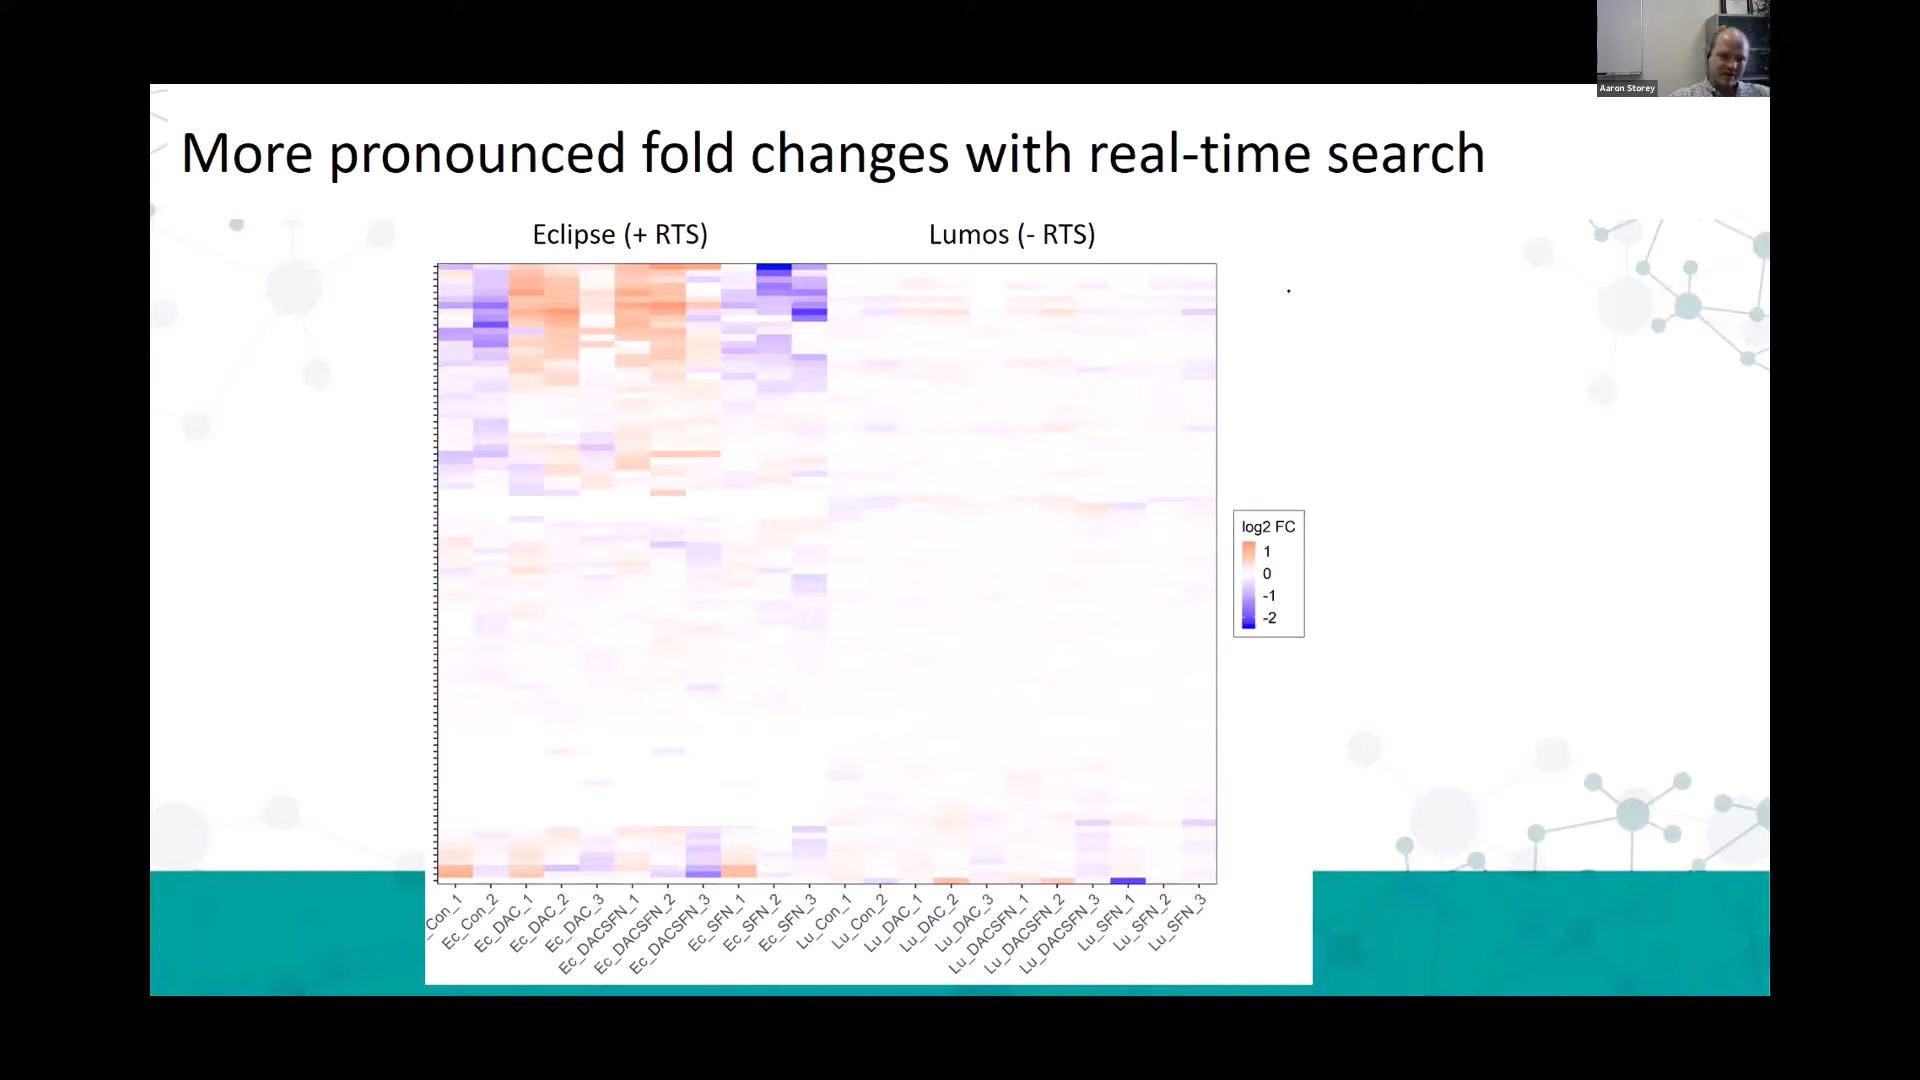 Aaron Storey
More pronounced fold changes with real-time search
Eclipse (+ RTS)
Lumos (- RTS)
log2 FC
1
0
-1
-2
_Con_1
Ec_Con_2
Ec_DAC_1
Ec_DAC_2
Ec_DAC_3
Ec_DACSFN_1
Ec_DACSFN_2
Ec_DACSFN_3
Ec_SFN_1
Ec_SFN_2
Ec_SFN_3
Lu_Con_1
Lu_Con_2
Lu_DAC_1
Lu_DAC_2
Lu_DAC_3
Lu_DACSFN_1
Lu_DACSFN_2
Lu_DACSFN_3
Lu_SFN_1
Lu_SFN_2
Lu_SFN_3